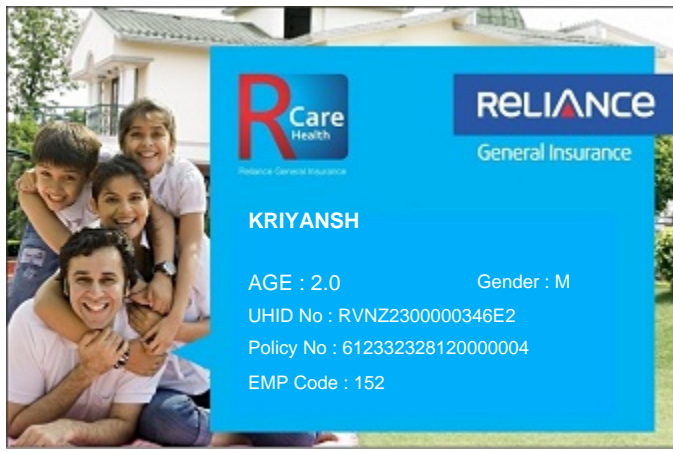 R Care
Health
Reliance General Insurance
RELIANCE
General Insurance
KRIYANSH
AGE : 2.0 Gender : M
UHID No : RVNZ2300000346E2
Policy No : 612332328120000004
EMP Code : 152